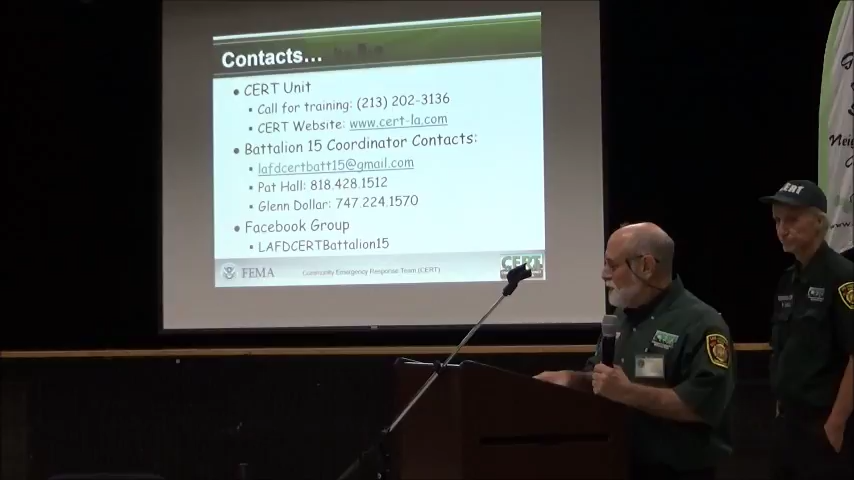 Contacts…
• CERT Unit
▪ Call for training: (213) 202-3136
▪ CERT Website: www.cert-la.com
• Battalion 15 Coordinator Contacts:
▪ lafdcertbatt15@gmail.com
▪ Pat Hall: 818.428.1512
▪ Glenn Dollar: 747.224.1570
• Facebook Group
▪ LAFDCERTBattalion15
FEMA
Community Emergency Response Team (CERT)
CERT
CERT
www.